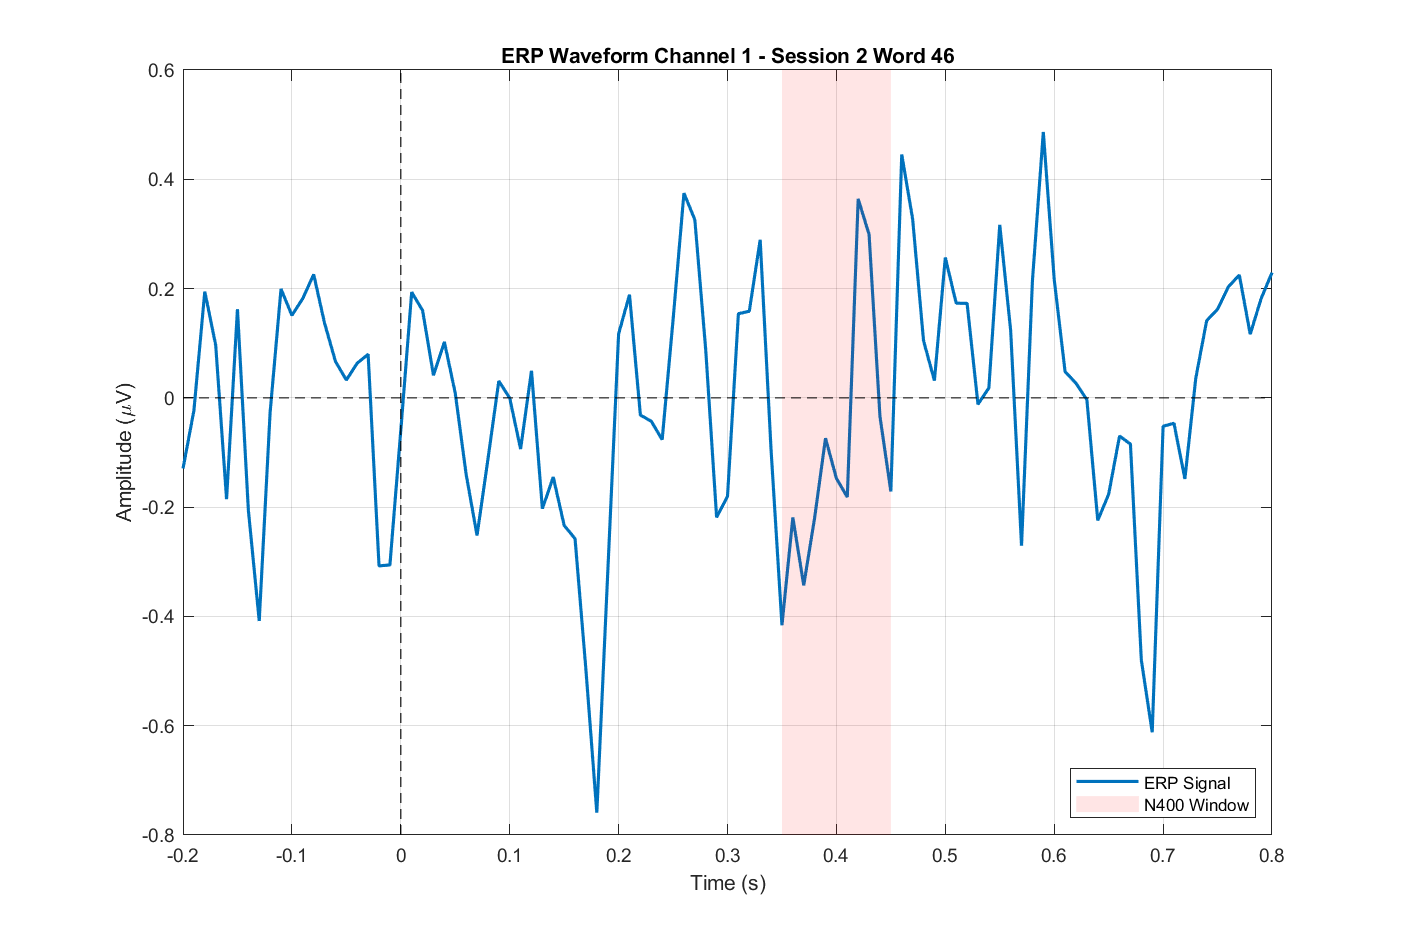 ERP Waveform Channel 1 - Session 2 Word 46
0.6
0.4
0.2
0
-0.2
-0.4
-0.6
-0.8
Amplitude (μV)
-0.2 -0.1 0 0.1 0.2 0.3 0.4 0.5 0.6 0.7 0.8
Time (s)
ERP Signal
N400 Window